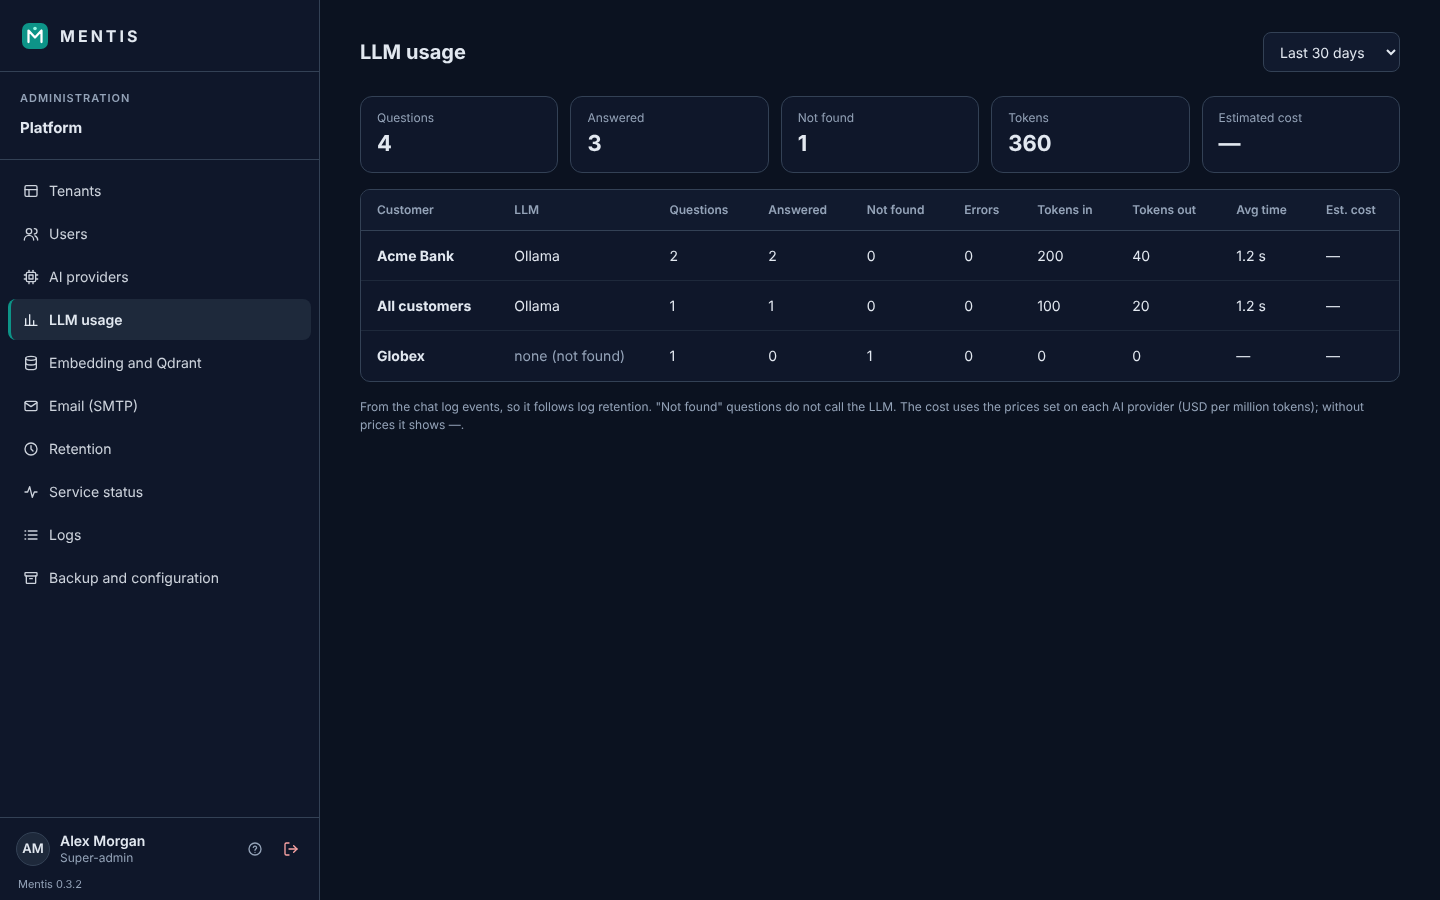 MENTIS
ADMINISTRATION
Platform
Tenants
Users
AI providers
LLM usage
Embedding and Qdrant
Email (SMTP)
Retention
Service status
Logs
Backup and configuration
AM
Alex Morgan
Super-admin
Mentis 0.3.2
LLM usage
Last 30 days
Questions
4
Answered
3
Not found
1
Tokens
360
Estimated cost
—
Customer LLM Questions Answered Not found Errors Tokens in Tokens out Avg time Est. cost
Acme Bank Ollama 2 2 0 0 200 40 1.2 s —
All customers Ollama 1 1 0 0 100 20 1.2 s —
Globex none (not found) 1 0 1 0 0 0 — —
From the chat log events, so it follows log retention. "Not found" questions do not call the LLM. The cost uses the prices set on each AI provider (USD per million tokens); without
prices it shows —.